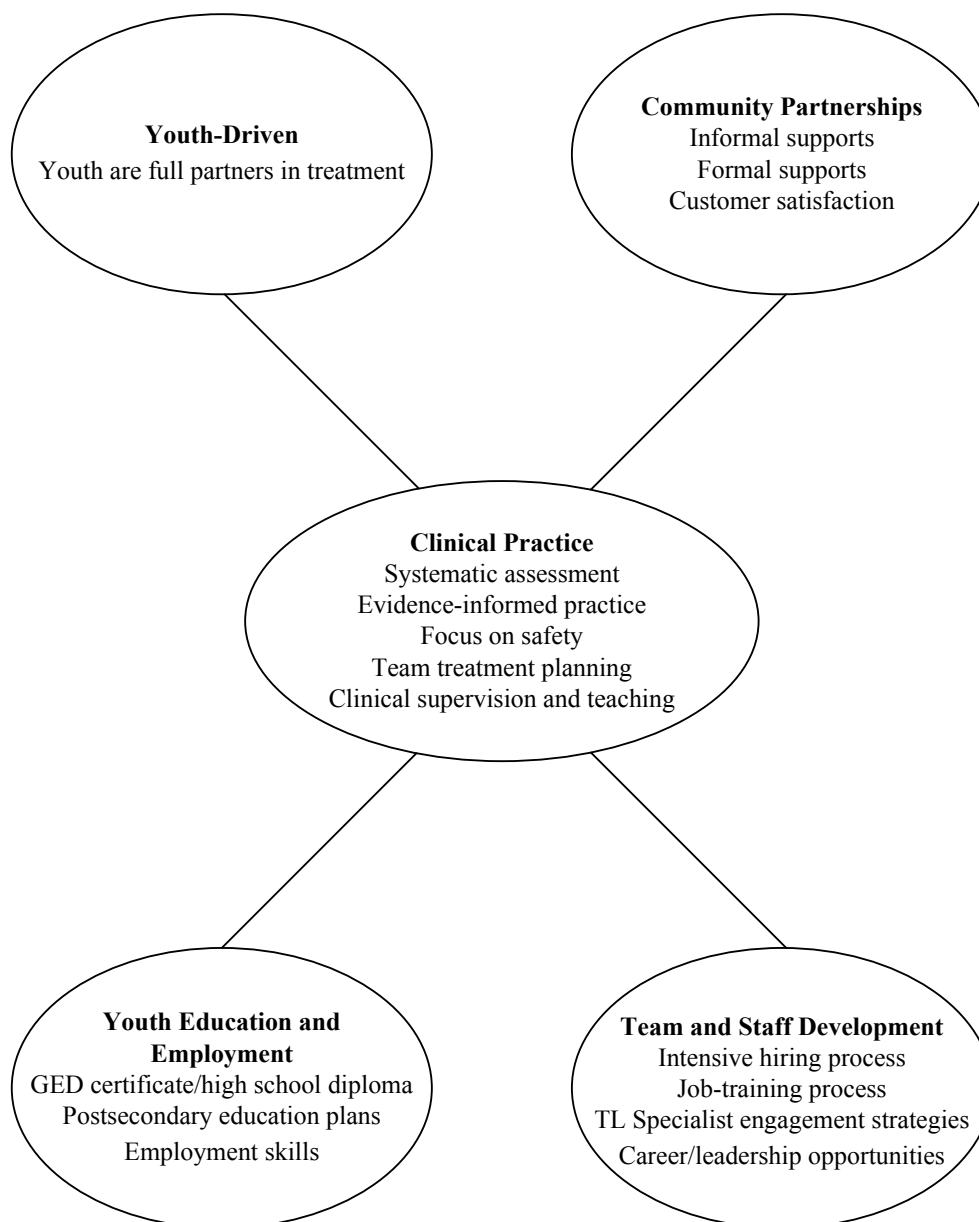 Youth-Driven
Youth are full partners in treatment
Community Partnerships
Informal supports
Formal supports
Customer satisfaction
Clinical Practice
Systematic assessment
Evidence-informed practice
Focus on safety
Team treatment planning
Clinical supervision and teaching
Youth Education and
Employment
GED certificate/high school diploma
Postsecondary education plans
Employment skills
Team and Staff Development
Intensive hiring process
Job-training process
TL Specialist engagement strategies
Career/leadership opportunities